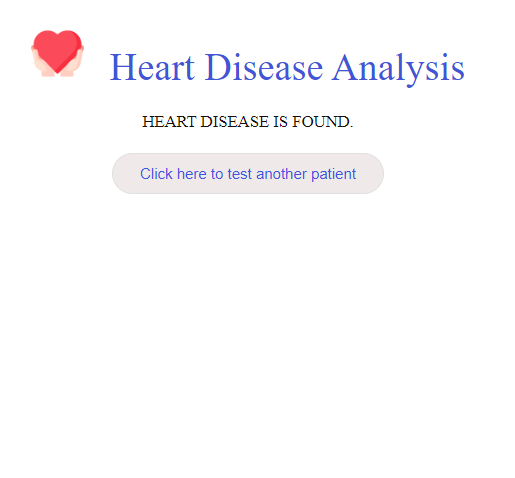 Heart Disease Analysis
HEART DISEASE IS FOUND.
Click here to test another patient